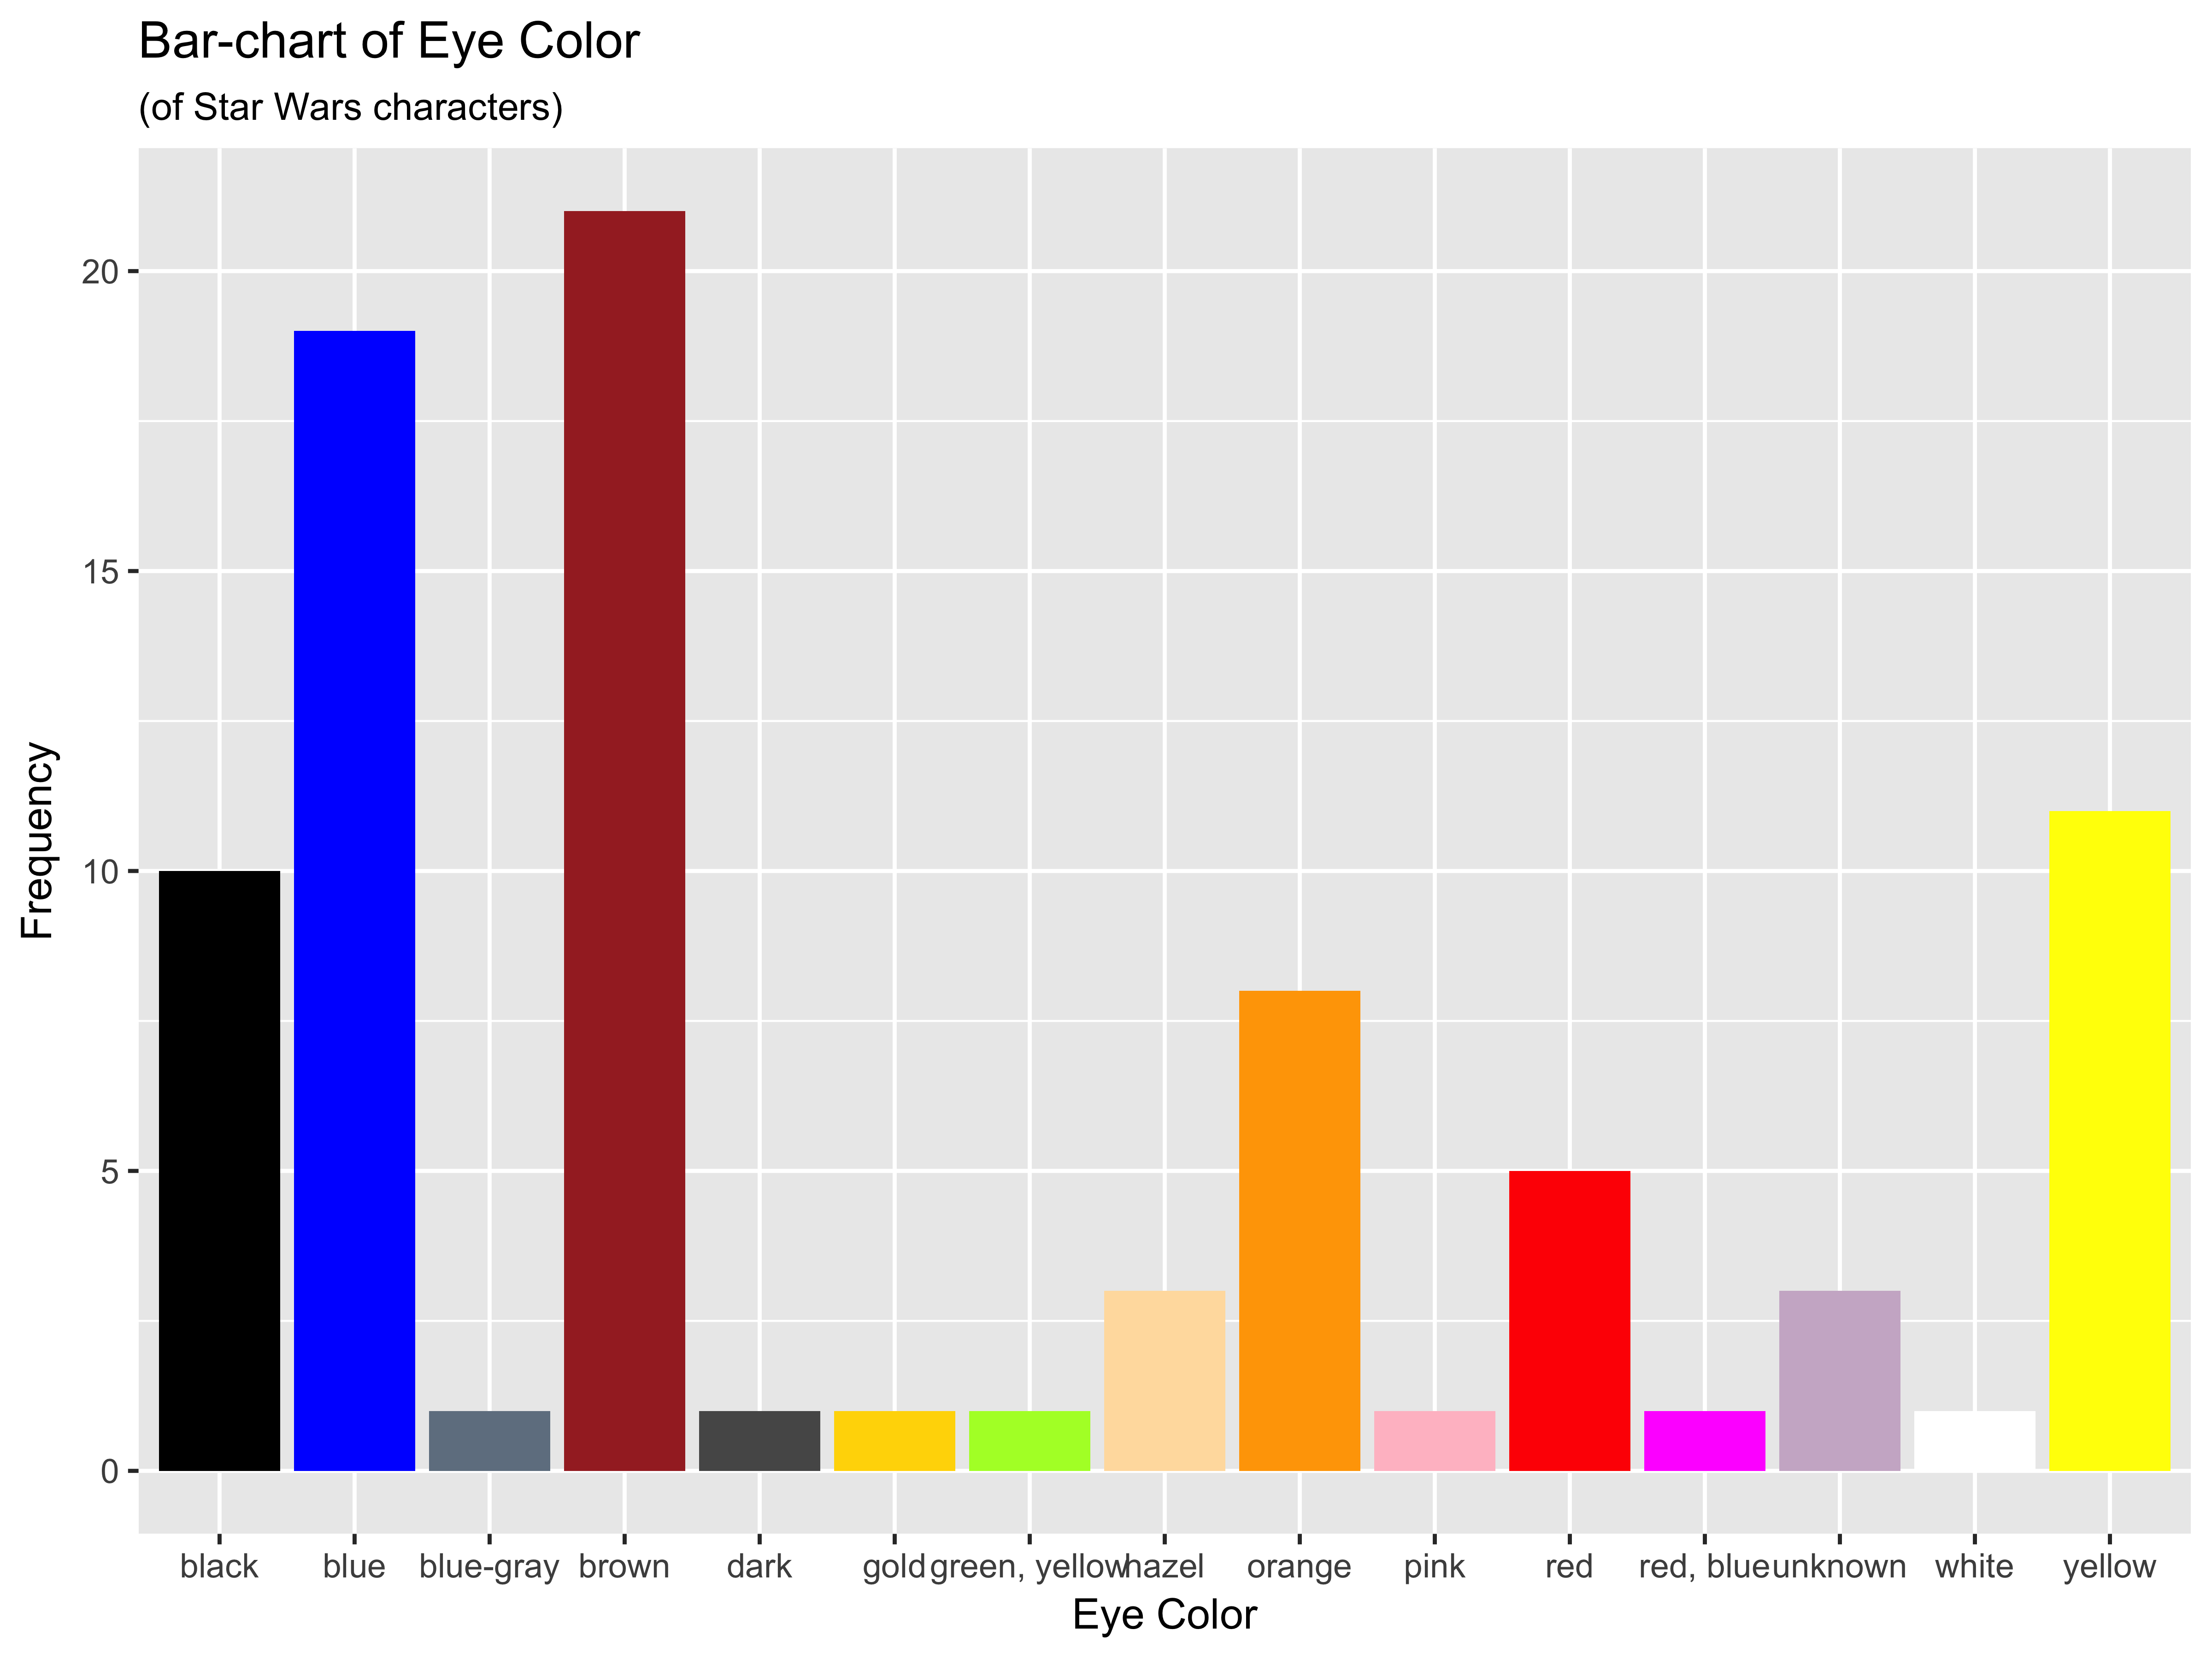 Bar-chart of Eye Color
(of Star Wars characters)
Frequency
20
15
10
5
0
black blue blue-gray brown dark gold green, yellow hazel orange pink red red, blue unknown white yellow
Eye Color